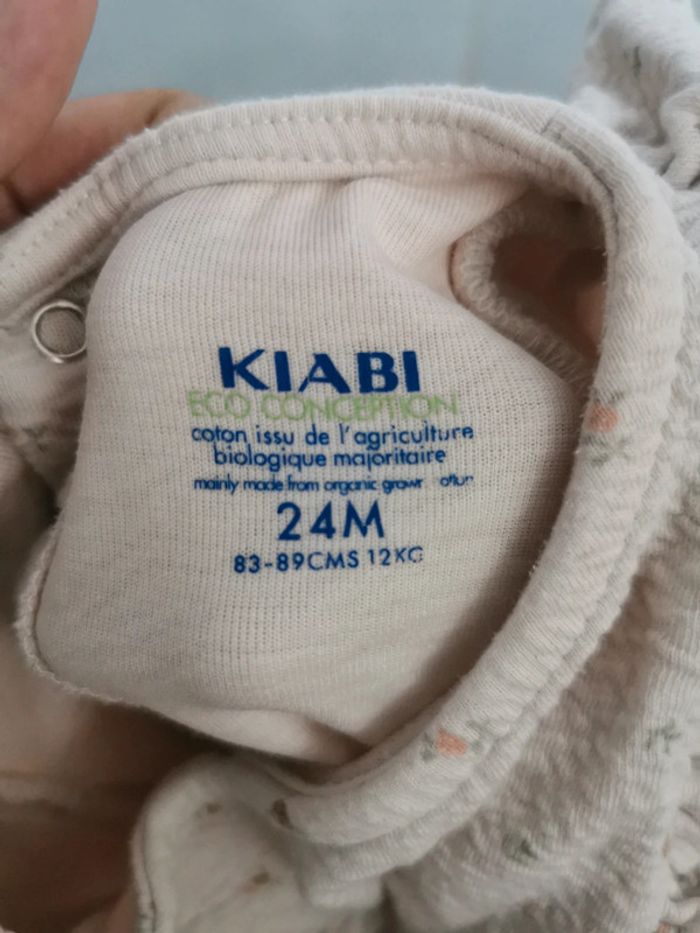 KIABI
ECO CONCEPTION
coton issu de l'agriculture
biologique majoritaire
mainly made from organic
24M
83-89CMS 12KG